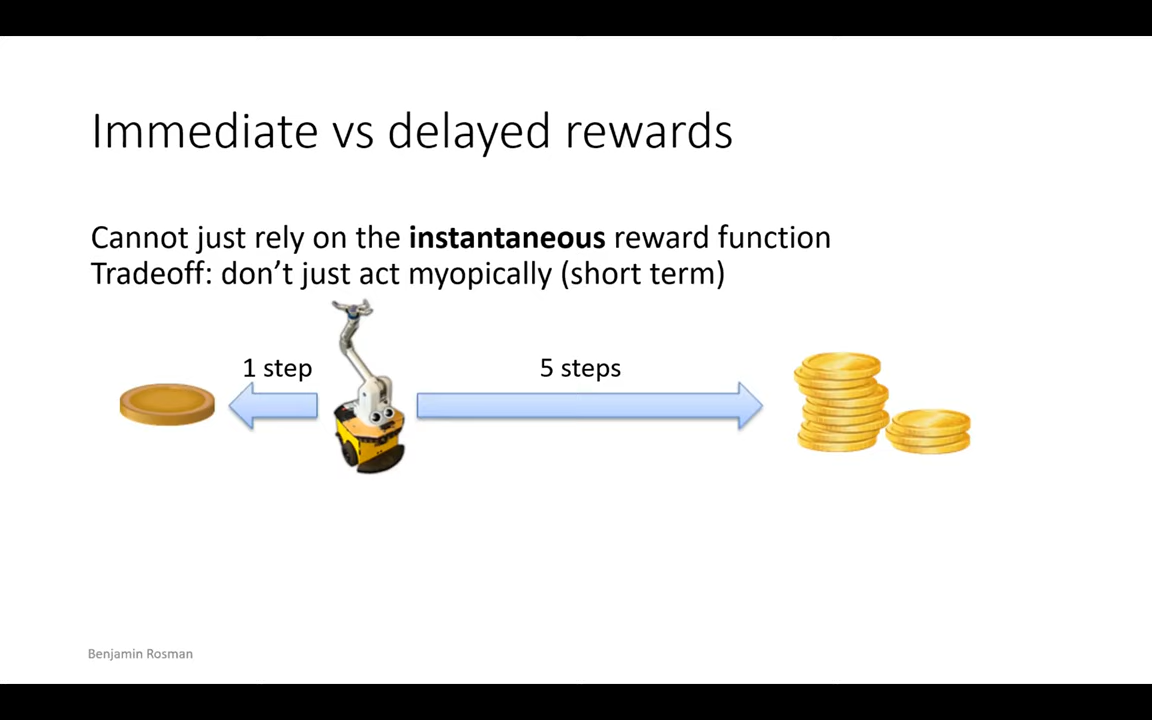 Immediate vs delayed rewards
Cannot just rely on the instantaneous reward function
Tradeoff: don’t just act myopically (short term)
1 step
5 steps
Benjamin Rosman